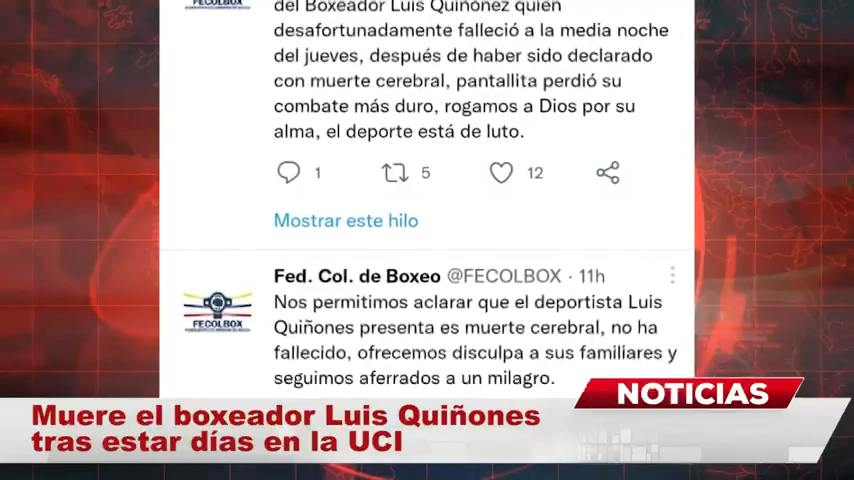 del Boxeador Luis Quiñónez quien
desafortunadamente falleció a la media noche
del jueves, después de haber sido declarado
con muerte cerebral, pantallita perdió su
combate más duro, rogamos a Dios por su
alma, el deporte está de luto.
1 5 12
Mostrar este hilo
Fed. Col. de Boxeo @FECOLBOX · 11h
FECOLBOX
Nos permitimos aclarar que el deportista Luis
Quiñones presenta es muerte cerebral, no ha
fallecido, ofrecemos disculpa a sus familiares y
seguimos aferrados a un milagro.
NOTICIAS
Muere el boxeador Luis Quiñones
tras estar días en la UCI